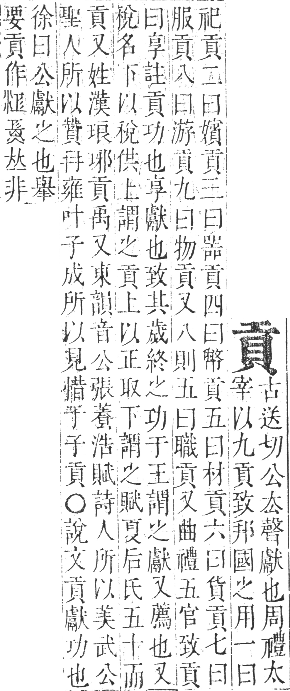 貢古送切公去聲獻也周禮太
宰以九貢致邦國之用一曰
祀貢二曰嬪貢三曰器貢四曰幣貢五曰材貢六曰貨貢七曰
服貢八曰游貢九曰物貢又八則五曰職貢又曲禮五官致貢
曰享註貢功也享獻也致其歲終之功于王謂之獻又薦也又
稅名下以稅供上謂之貢上以正取下謂之賦夏后氏五十而
貢又姓漢琅邪貢禹又東韻音公張蒼浩賦詩人所以美武公
聖人所以贊冉雍叶子成所以見惜乎子貢〇說文貢獻功也
徐曰公獻之也舉
要貢作𧸼㒹𠀤非